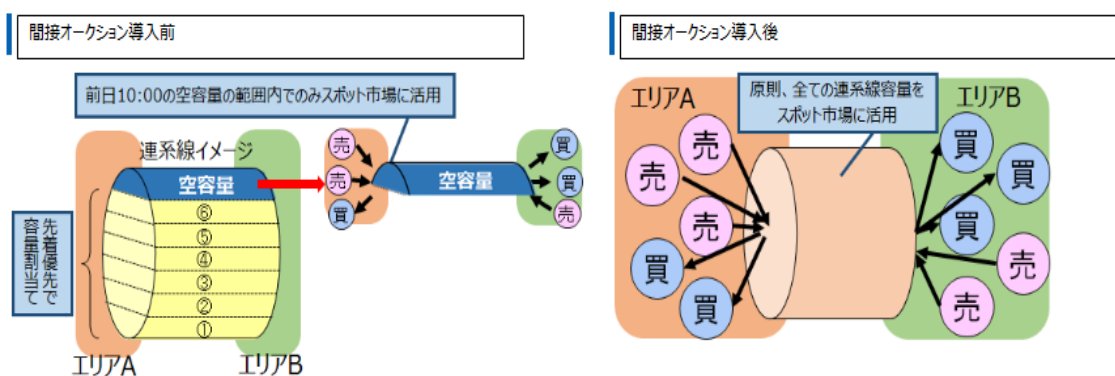 間接オークション導入前
前日10:00の空容量の範囲内でのみスポット市場に活用
連系線イメージ
空容量
⑥
⑤
④
③
②
①
先着優先で
容量割当て
エリアA
エリアB
売
売
買
空容量
買
買
売
間接オークション導入後
エリアA
原則、全ての連系線容量を
スポット市場に活用
エリアB
売
売
売
買
買
買
買
買
売
売